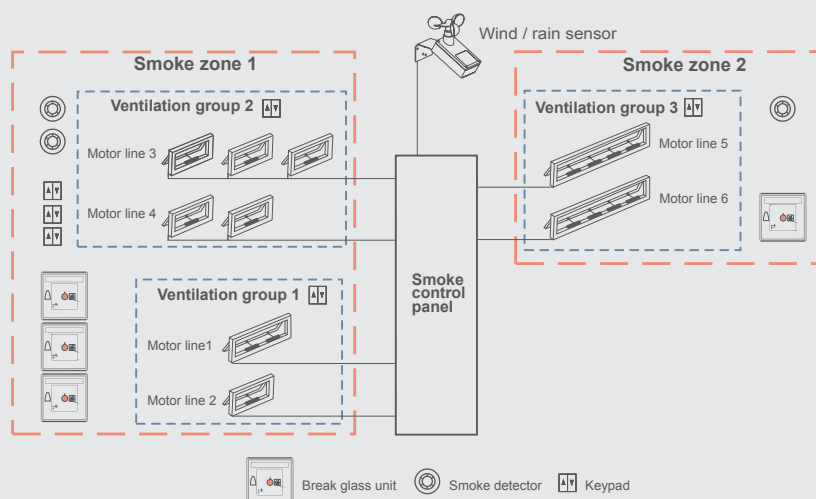 Wind / rain sensor
Smoke zone 1
Smoke zone 2
Ventilation group 2
Ventilation group 3
Motor line 3
Motor line 5
Motor line 4
Motor line 6
Smoke
control
panel
Ventilation group 1
Motor line1
Motor line 2
Break glass unit
Smoke detector
Keypad